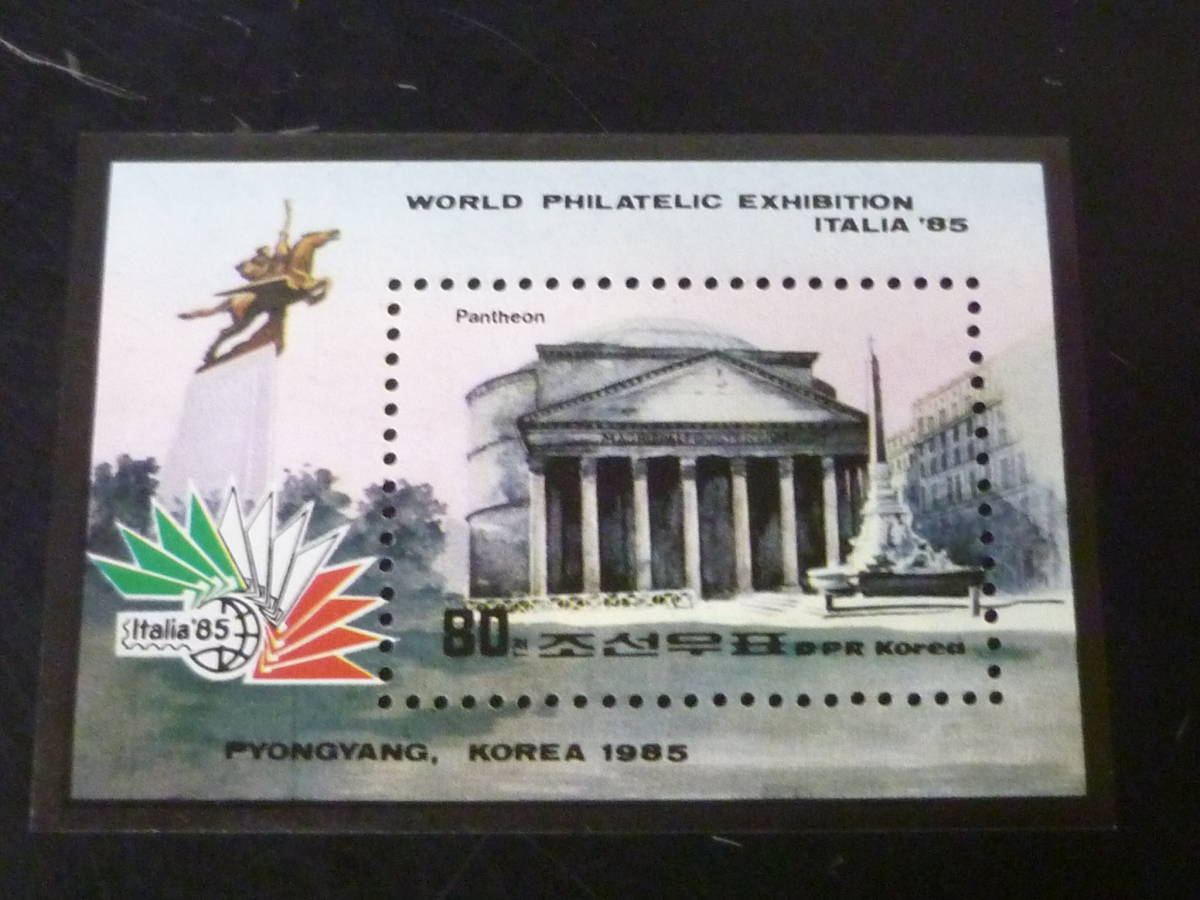 WORLD PHILATELIC EXHIBITION
ITALIA '85
Pantheon
Italia '85
80전 조선우표 DPR Korea
PYONGYANG, KOREA 1985